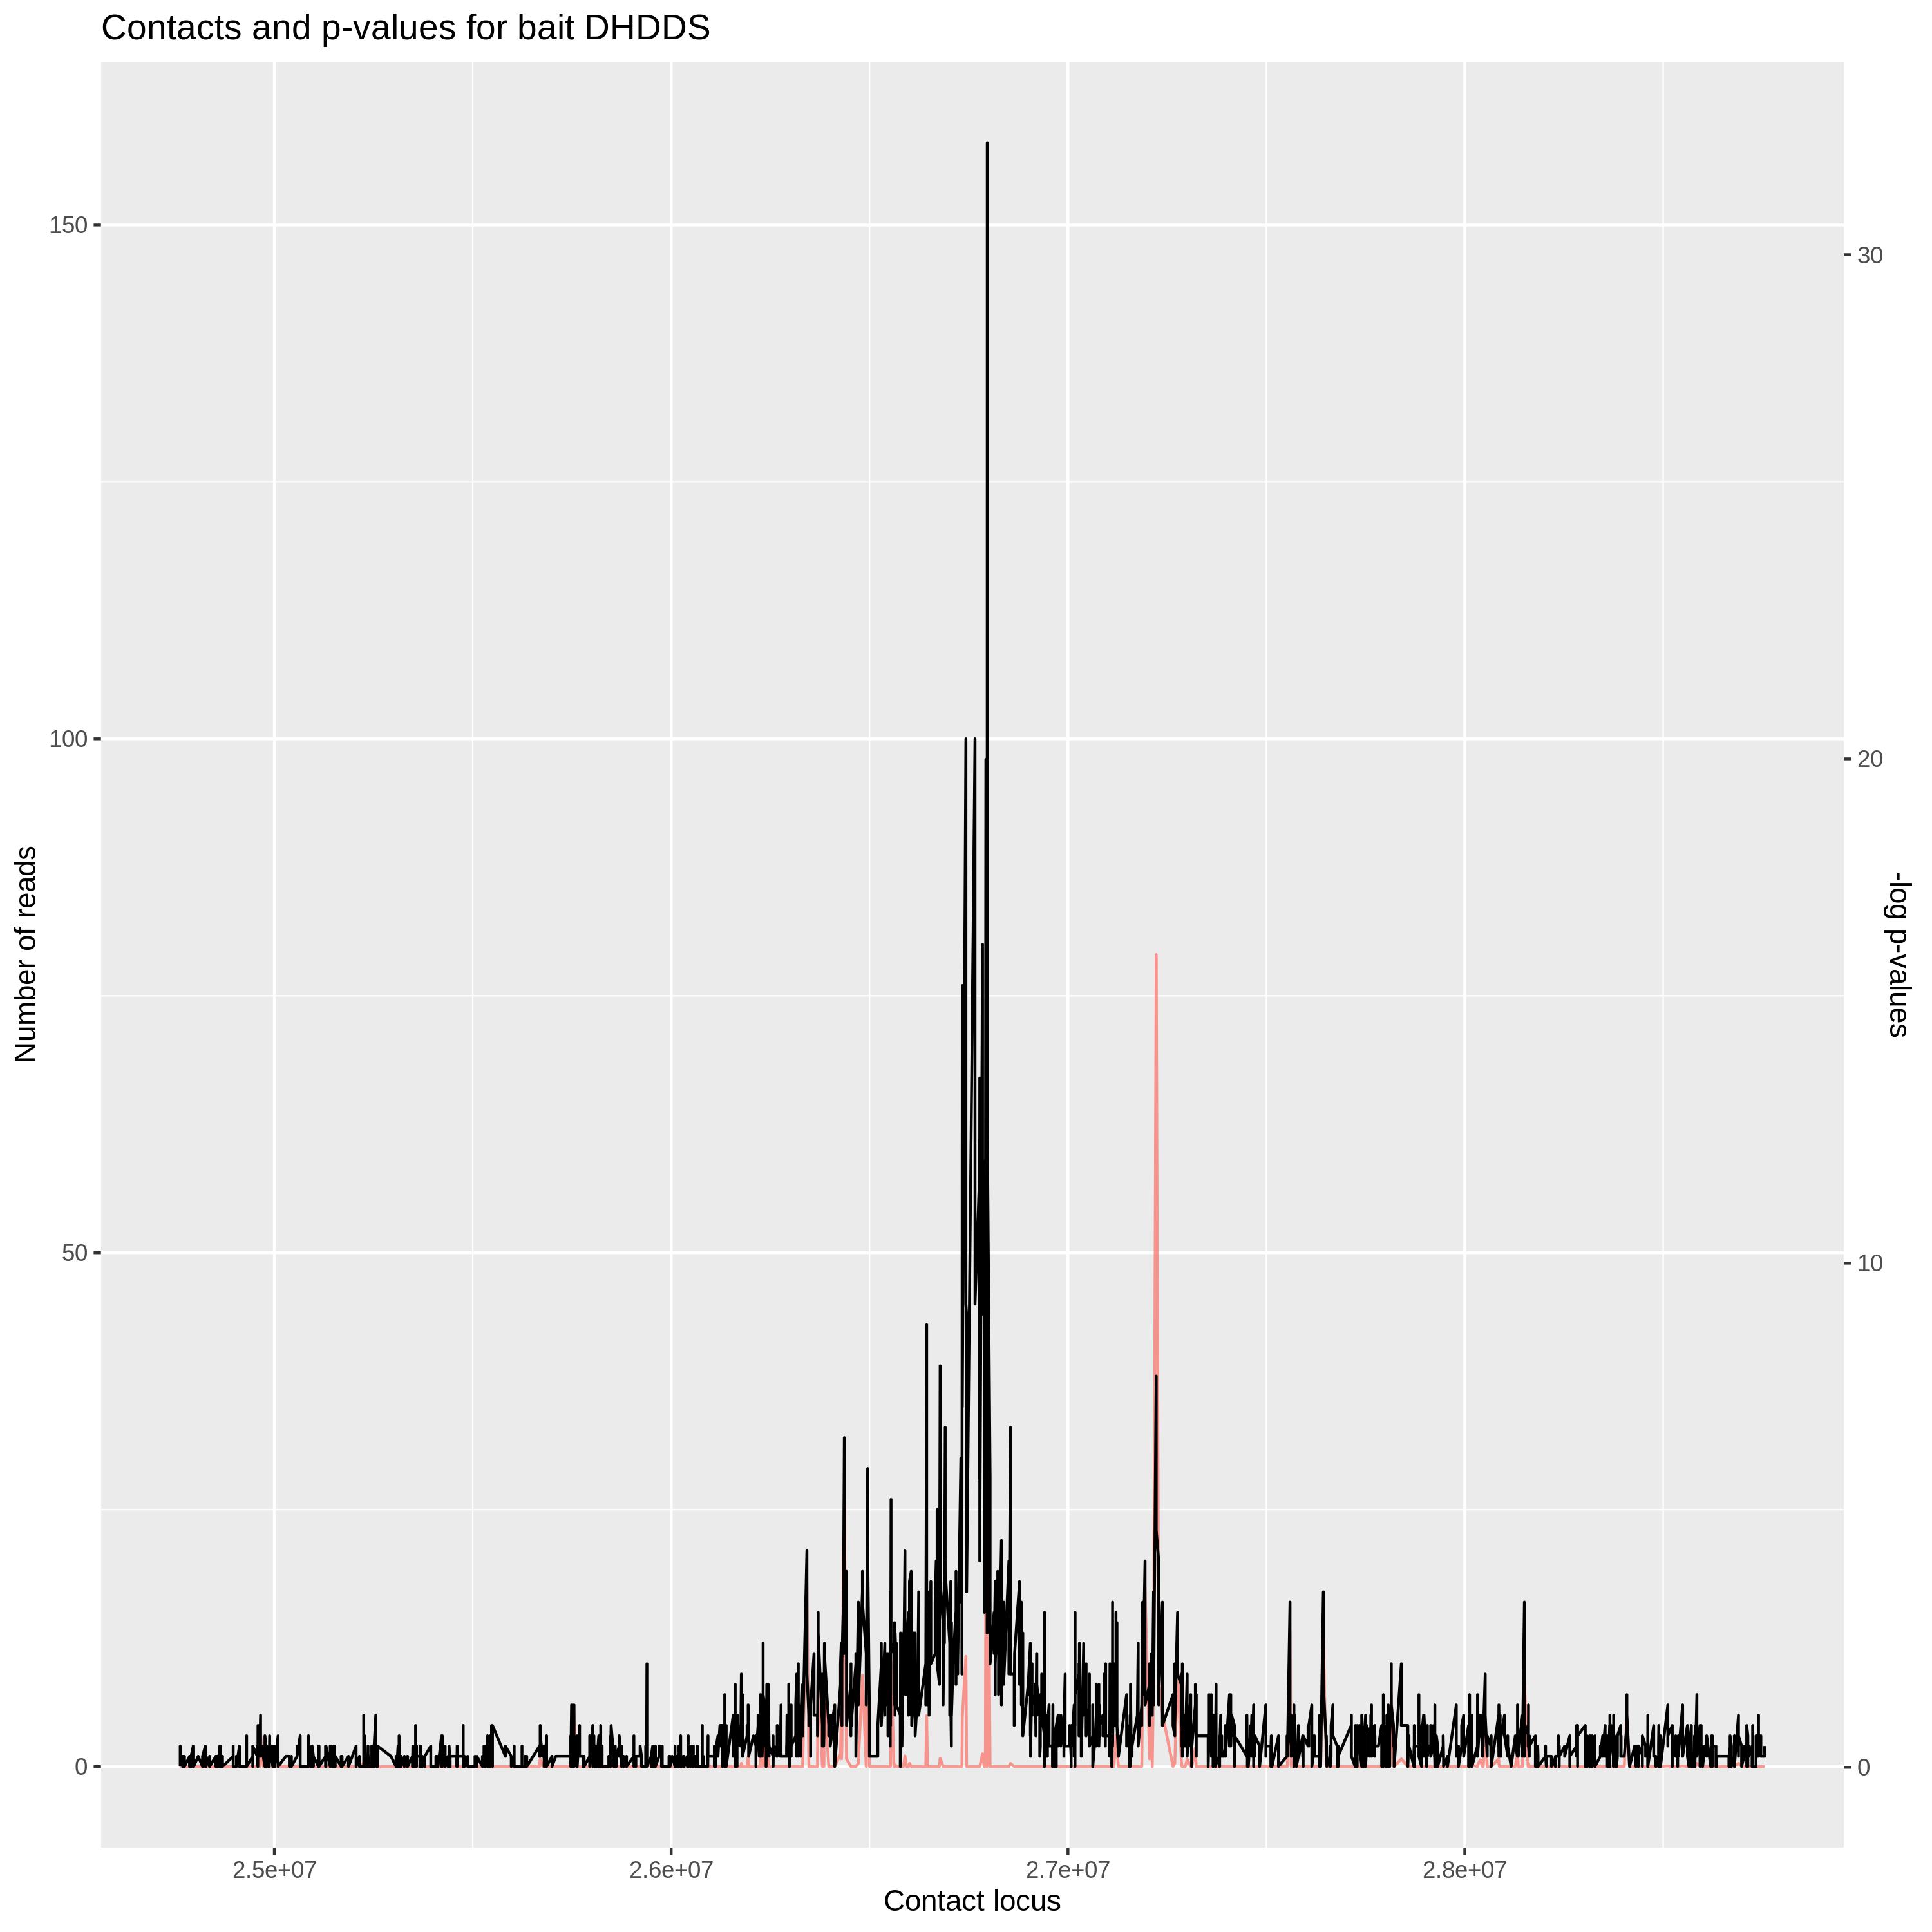 Contacts and p-values for bait DHDDS
150
100
50
0
30
20
10
0
Number of reads
-log p-values
2.5e+07
2.6e+07
2.7e+07
2.8e+07
Contact locus